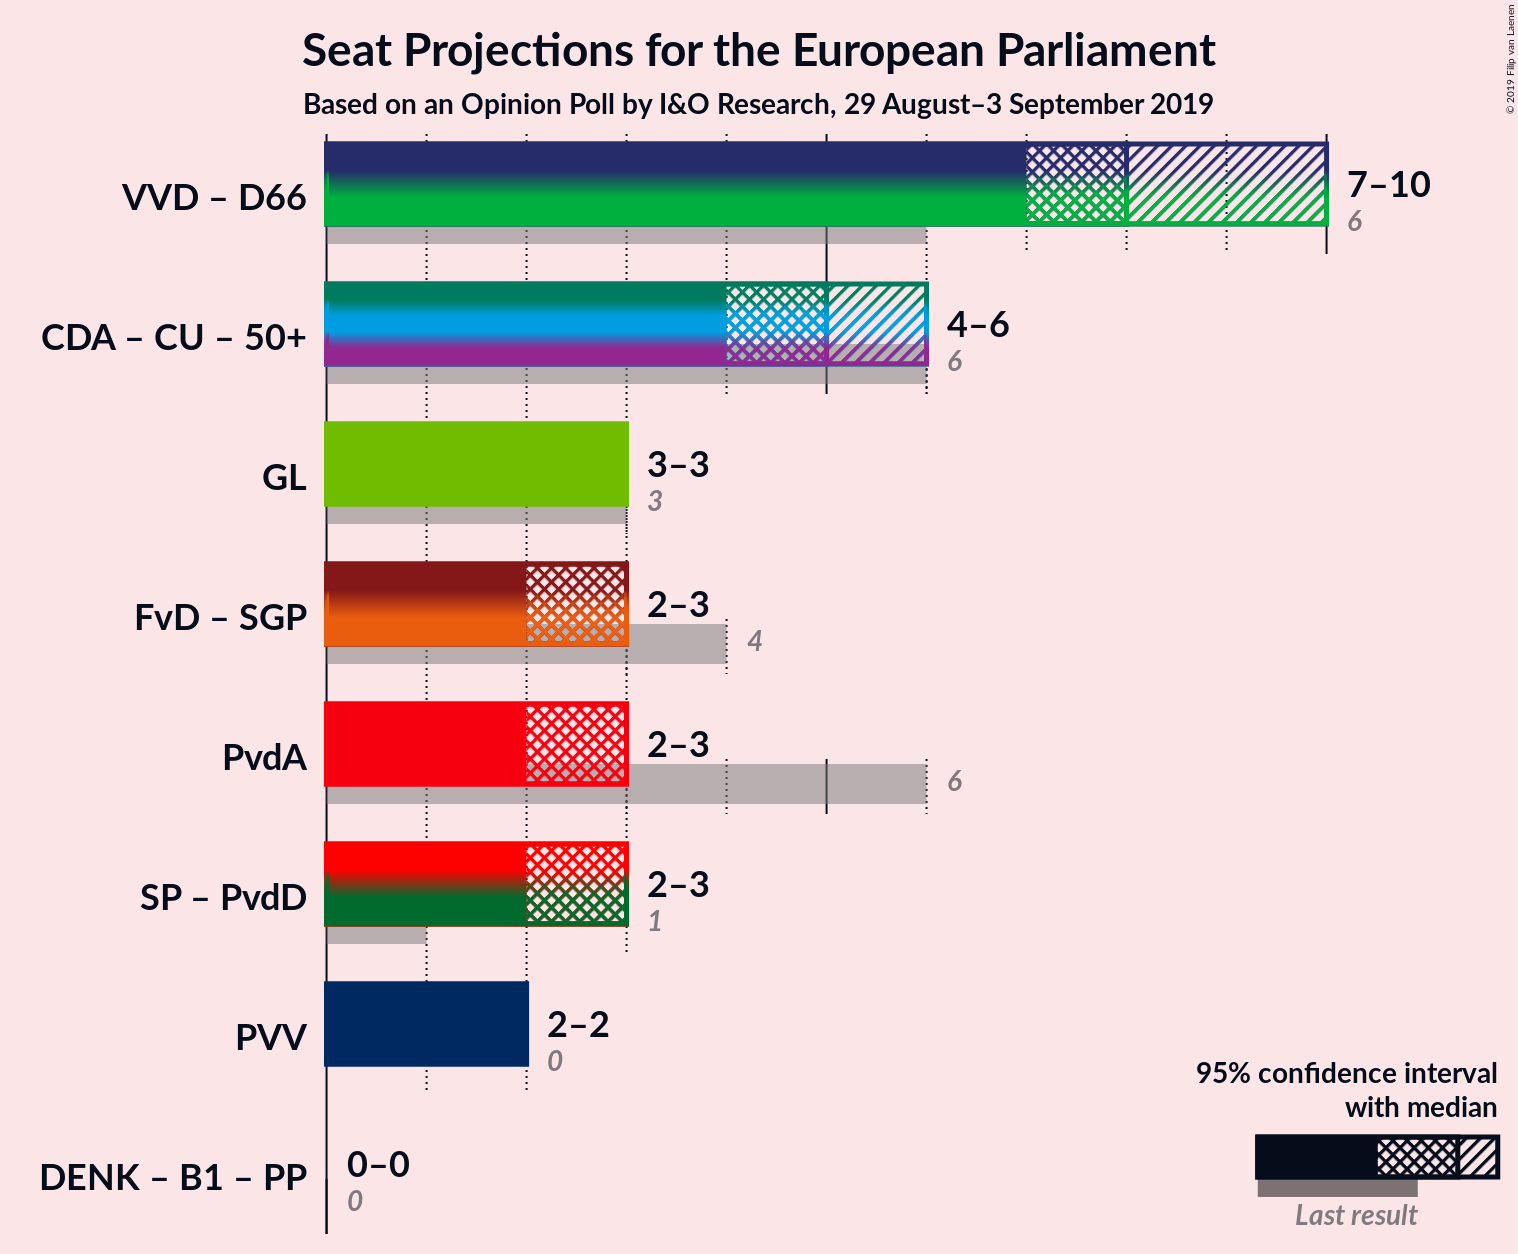 Seat Projections for the European Parliament
Based on an Opinion Poll by I&O Research, 29 August–3 September 2019
© 2019 Filip van Laenen
VVD – D66
7–10
6
CDA – CU – 50+
4–6
6
GL
3–3
3
FvD – SGP
2–3
4
PvdA
2–3
6
SP – PvdD
2–3
1
PVV
2–2
0
DENK – B1 – PP
0–0
0
95% confidence interval
with median
Last result